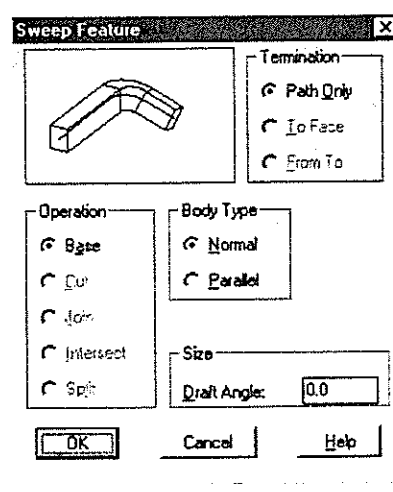 Sweep Feature
Termination
Path Only
To Face
From To
Operation
Base
Cut
Join
Intersect
Split
Body Type
Normal
Parallel
Size
Draft Angle: 0.0
OK Cancel Help